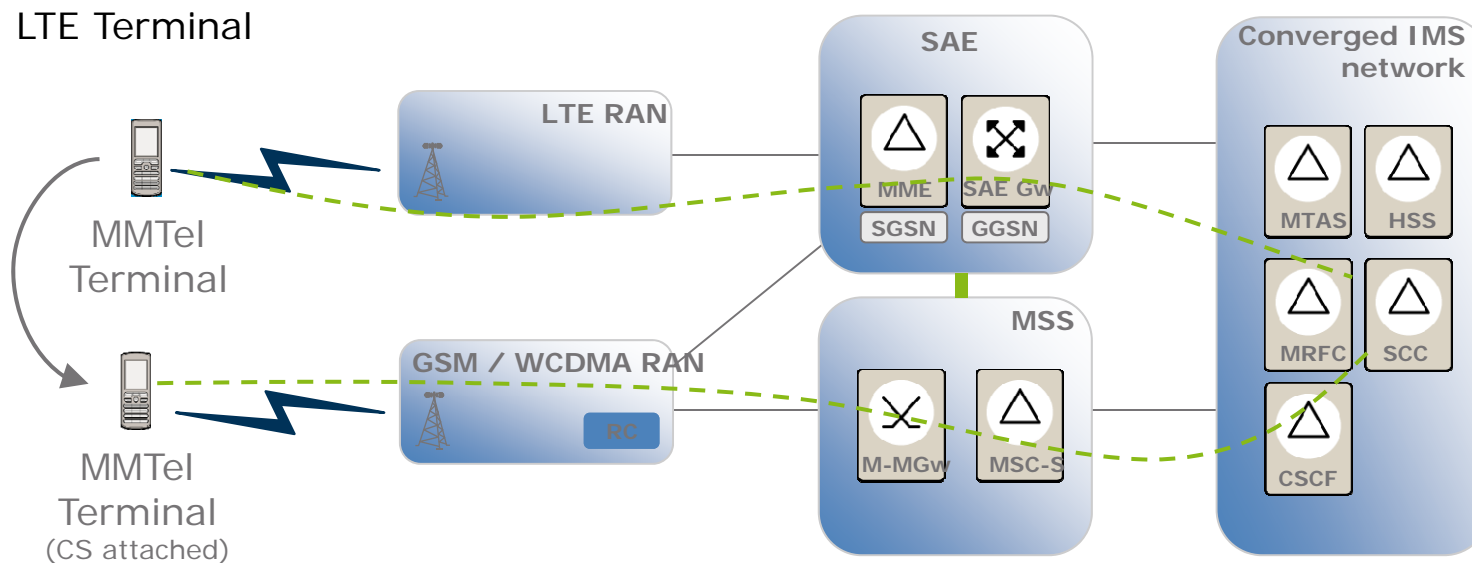 LTE Terminal
SAE
Converged IMS
network
LTE RAN
MME
SAE Gw
SGSN
GGSN
MTAS
HSS
MMTel
Terminal
MSS
GSM / WCDMA RAN
RC
MRFC
SCC
M-MGw
MSC-S
CSCF
MMTel
Terminal
(CS attached)